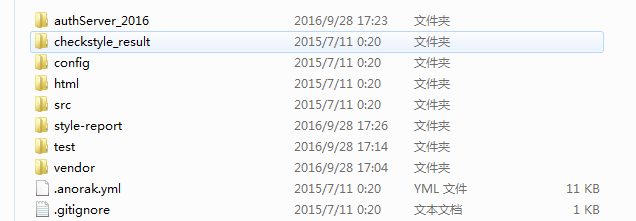 authServer_2016 2016/9/28 17:23 文件夹
checkstyle_result 2015/7/11 0:20 文件夹
config 2015/7/11 0:20 文件夹
html 2015/7/11 0:20 文件夹
src 2015/7/11 0:20 文件夹
style-report 2016/9/28 17:26 文件夹
test 2016/9/28 17:14 文件夹
vendor 2016/9/28 17:04 文件夹
.anorak.yml 2015/7/11 0:20 YML 文件 11 KB
.gitignore 2015/7/11 0:20 文本文档 1 KB